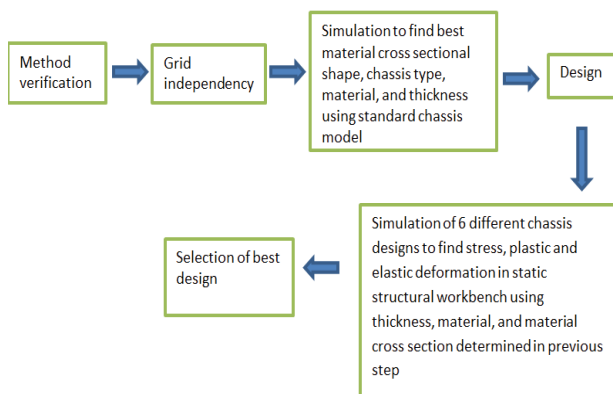 Method
verification
Grid
independency
Simulation to find best
material cross sectional
shape, chassis type,
material, and thickness
using standard chassis
model
Design
Simulation of 6 different chassis
designs to find stress, plastic and
elastic deformation in static
structural workbench using
thickness, material, and material
cross section determined in previous
step
Selection of best
design